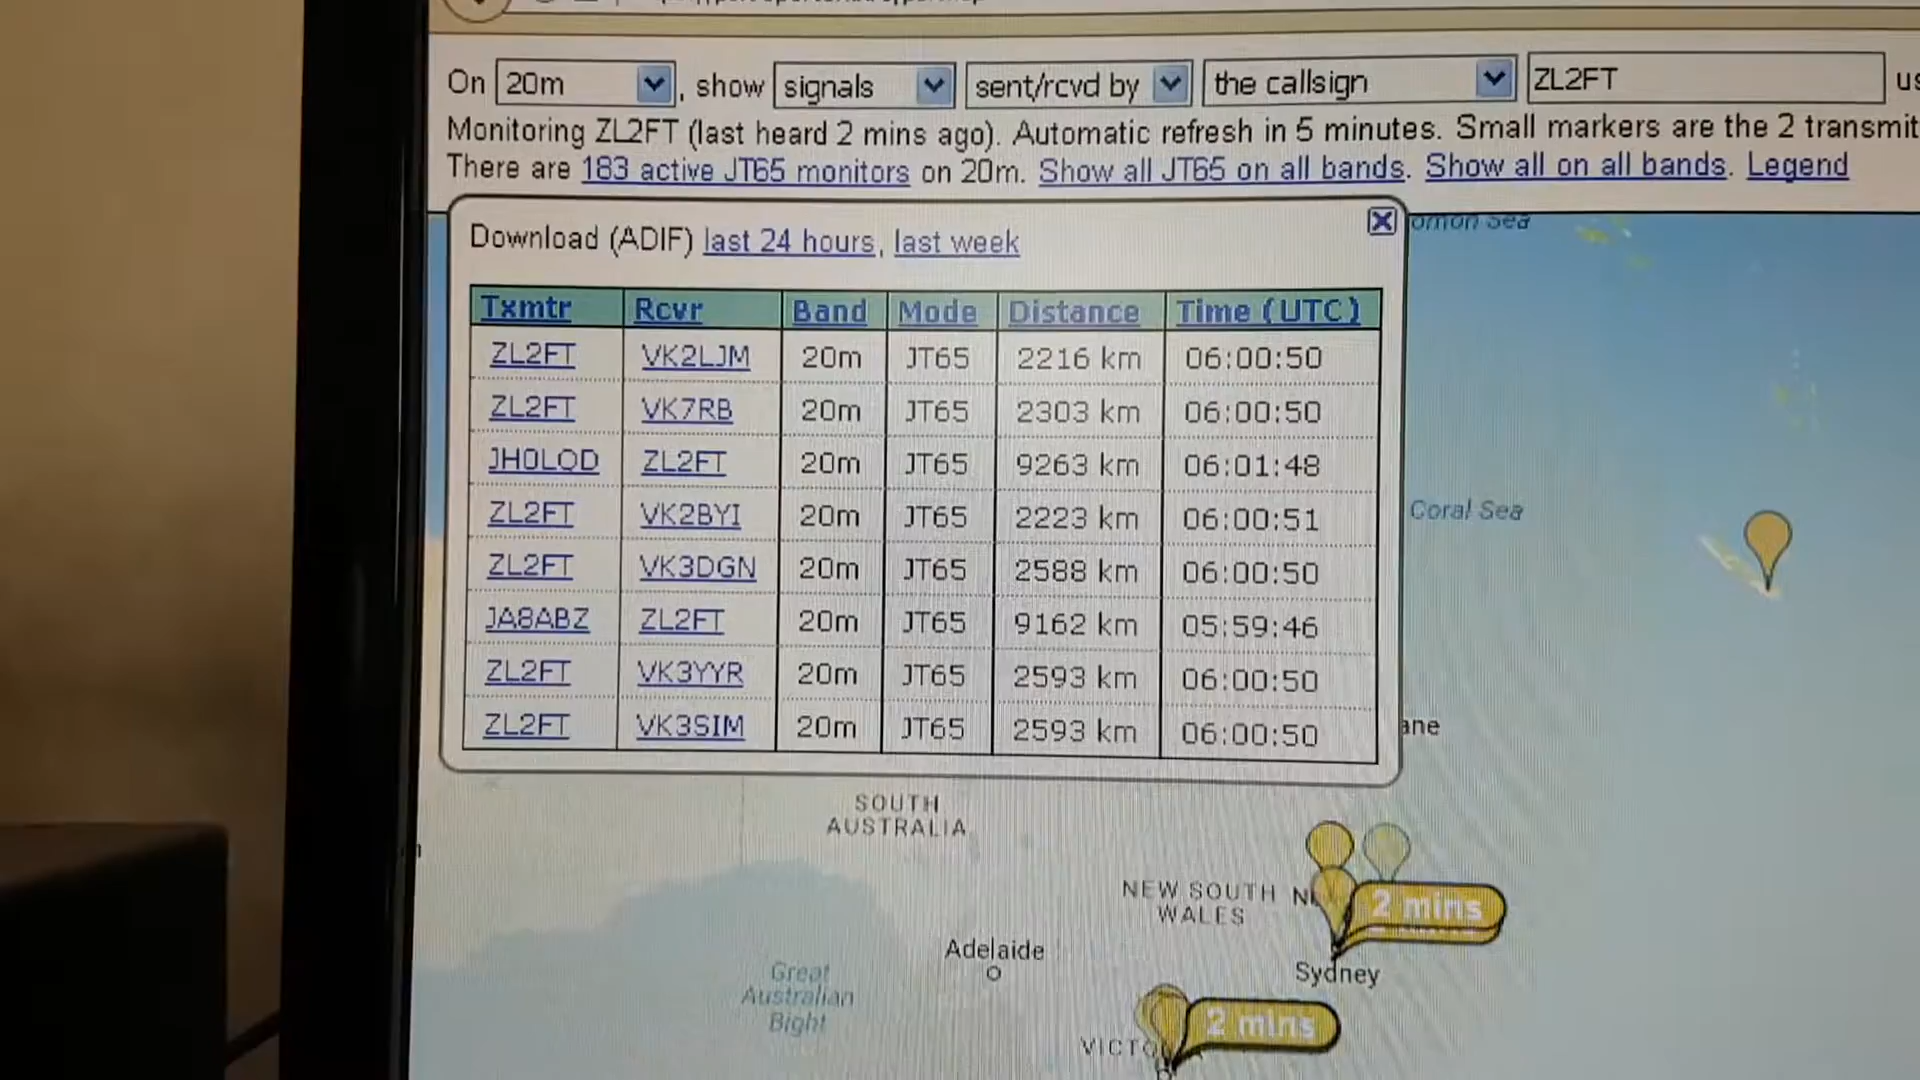 On 20m , show signals sent/rcvd by the callsign ZL2FT
Monitoring ZL2FT (last heard 2 mins ago). Automatic refresh in 5 minutes. Small markers are the 2
There are 183 active JT65 monitors on 20m. Show all JT65 on all bands. Show all on all bands. Legend
Download (ADIF) last 24 hours, last week
Txmtr Rcvr Band Mode Distance Time (UTC)
ZL2FT VK2LJM 20m JT65 2216 km 06:00:50
ZL2FT VK7RB 20m JT65 2303 km 06:00:50
JH0LQD ZL2FT 20m JT65 9263 km 06:01:48
ZL2FT VK2BYI 20m JT65 2223 km 06:00:51
ZL2FT VK3DGN 20m JT65 2588 km 06:00:50
JA8ABZ ZL2FT 20m JT65 9162 km 05:59:46
ZL2FT VK3YYR 20m JT65 2593 km 06:00:50
ZL2FT VK3SIM 20m JT65 2593 km 06:00:50
Sea
Coral Sea
SOUTH
AUSTRALIA
NEW SOUTH
WALES
2 mins
Adelaide
Sydney
Great
Australian
Bight
2 mins